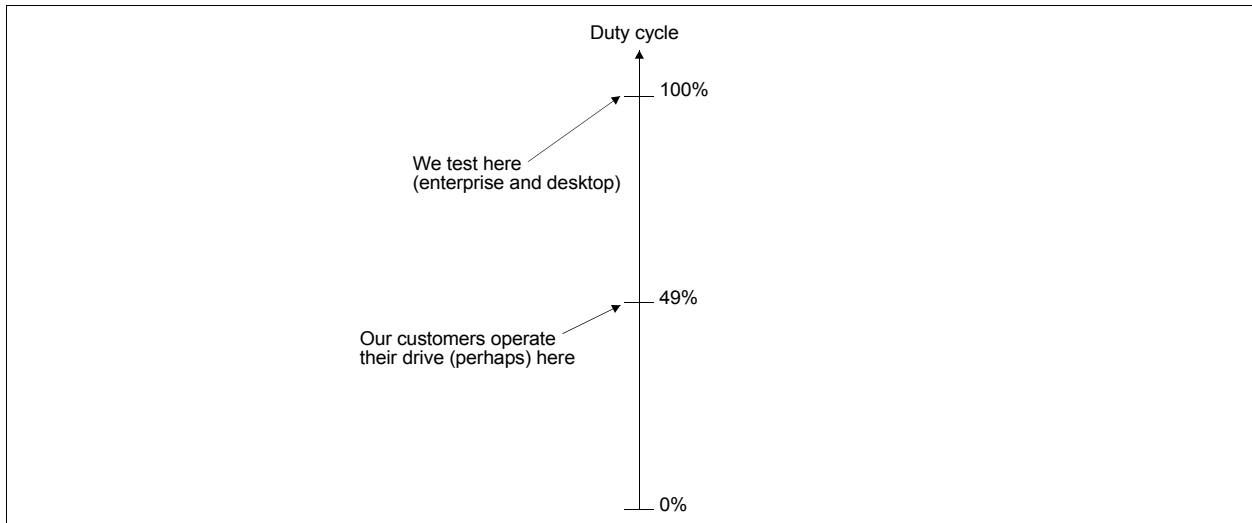 Duty cycle
100%
We test here
(enterprise and desktop)
49%
Our customers operate
their drive (perhaps) here
0%